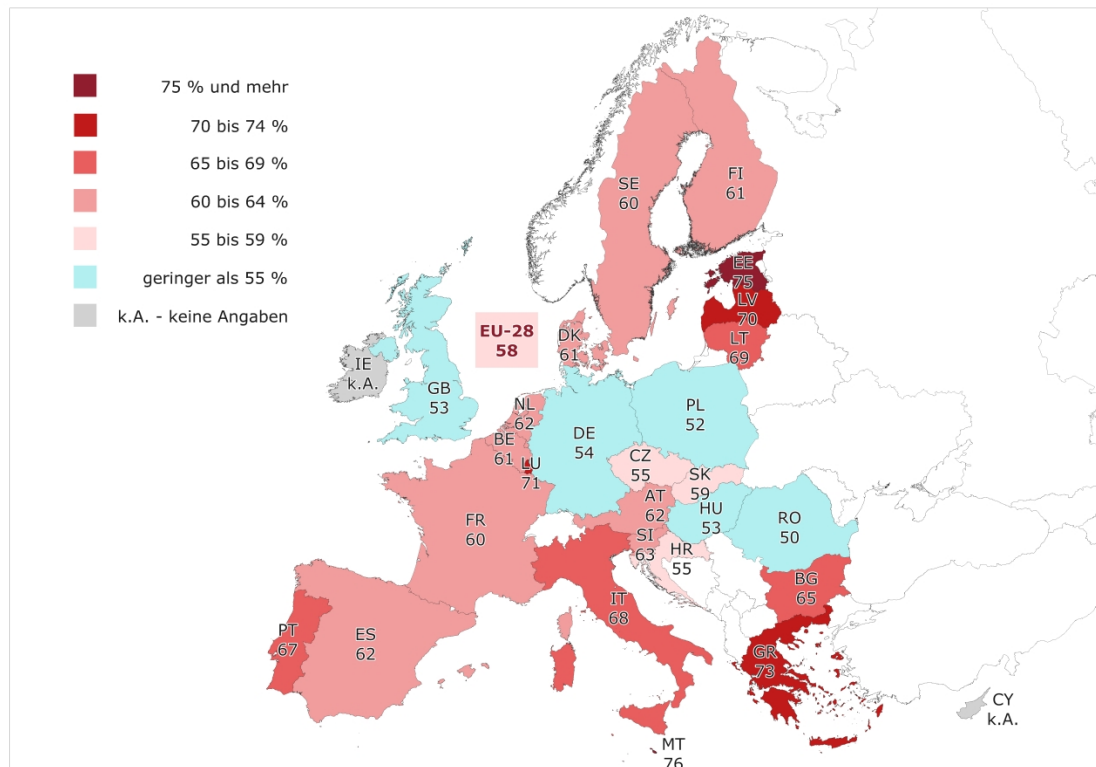 75 % und mehr
70 bis 74 %
65 bis 69 %
60 bis 64 %
55 bis 59 %
geringer als 55 %
k.A. - keine Angaben
SE
60
FI
61
EE
75
LV
70
LT
69
EU-28
58
DK
61
IE
k.A.
GB
53
NL
62
BE
61
LU
71
DE
54
PL
52
CZ
55
SK
59
AT
62
HU
53
SI
63
HR
55
RO
50
FR
60
BG
65
IT
68
PT
67
ES
62
GR
73
CY
k.A.
MT
76